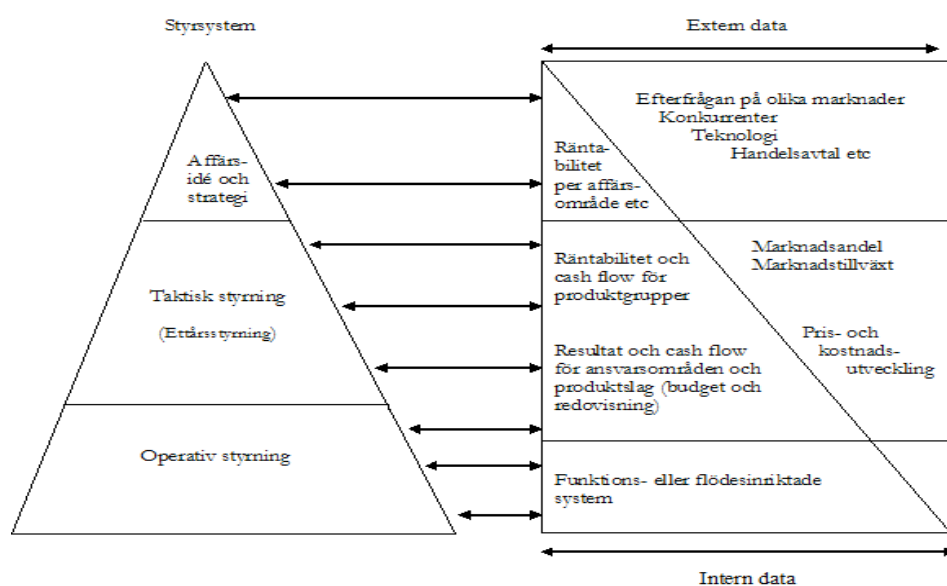 Styrsystem
Extern data
Affärs-
idé och
strategi
Taktisk styrning
(Ettårsstyrning)
Operativ styrning
Efterfrågan på olika marknader
Konkurrenter
Teknologi
Handelsavtal etc
Ränta-
bilitet
per affärs-
område etc
Marknadsandel
Marknadstillväxt
Räntabilitet och
cash flow för
produktgrupper
Pris- och
kostnads-
utveckling
Resultat och cash flow
för ansvarsområden och
produktslag (budget och
redovisning)
Funktions- eller flödesinriktade
system
Intern data